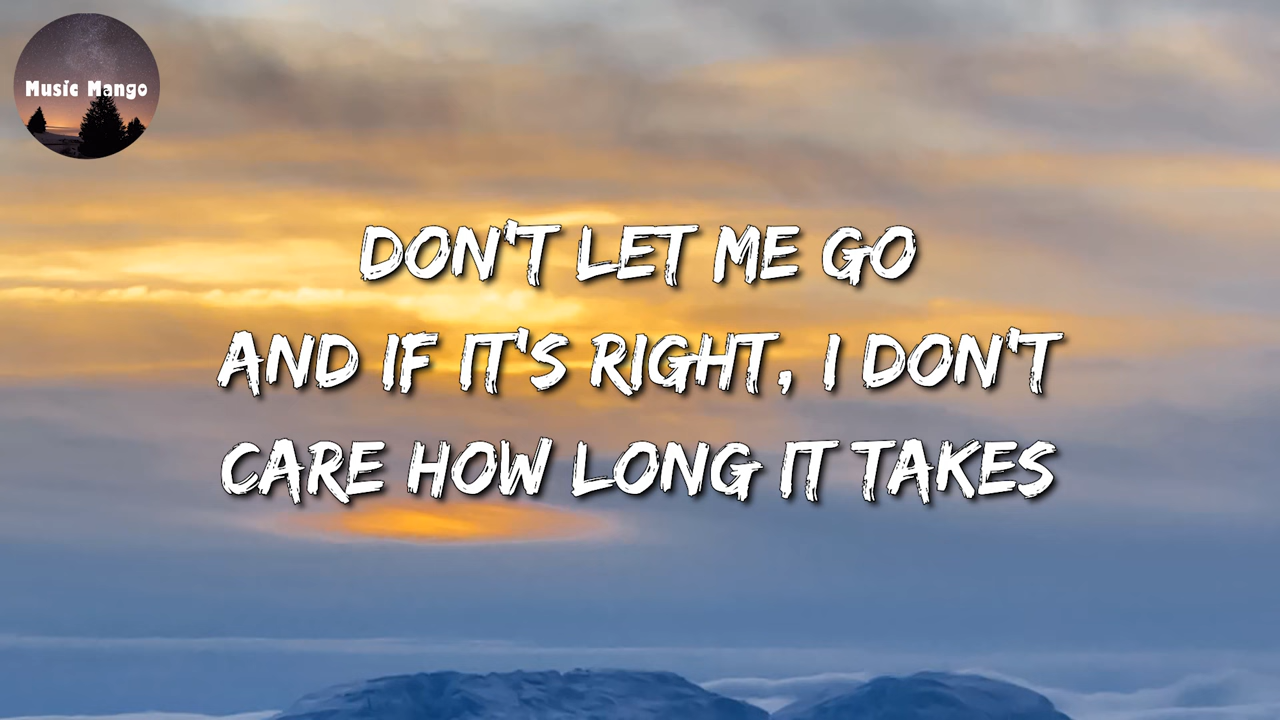 Music Mango
DON'T LET ME GO
AND IF IT'S RIGHT, I DON'T
CARE HOW LONG IT TAKES